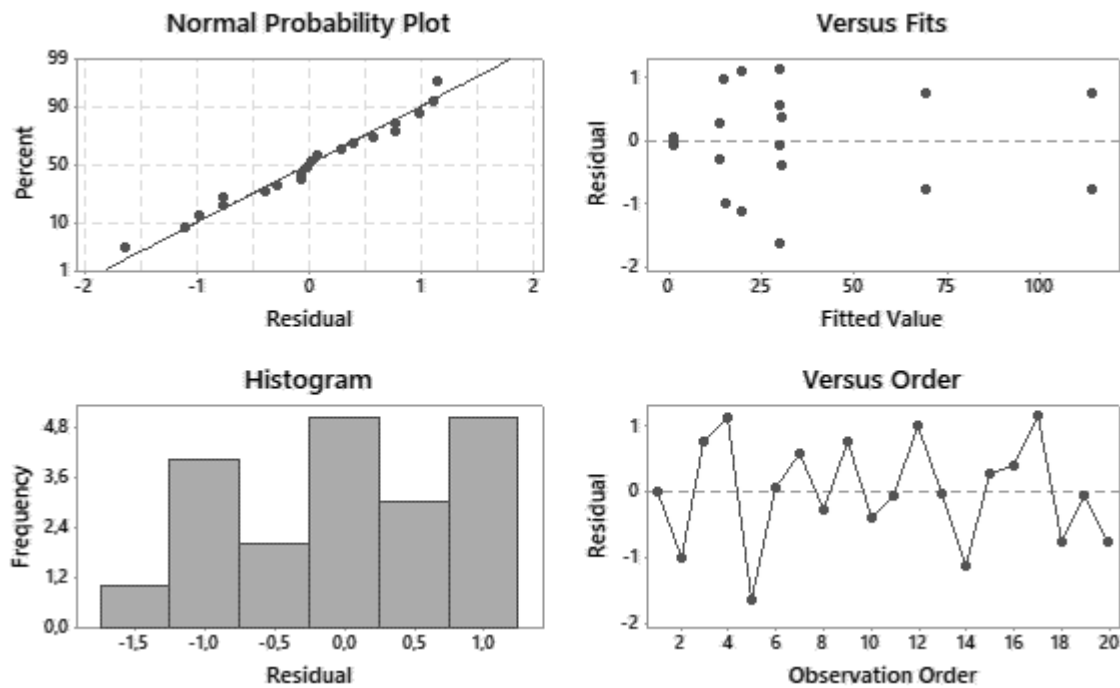 Normal Probability Plot
99
90
50
10
1
Percent
-2 -1 0 1 2
Residual
Versus Fits
1
0
-1
-2
Residual
0 25 50 75 100
Fitted Value
Histogram
4,8
3,6
2,4
1,2
0,0
Frequency
-1,5 -1,0 -0,5 0,0 0,5 1,0
Residual
Versus Order
1
0
-1
-2
Residual
2 4 6 8 10 12 14 16 18 20
Observation Order